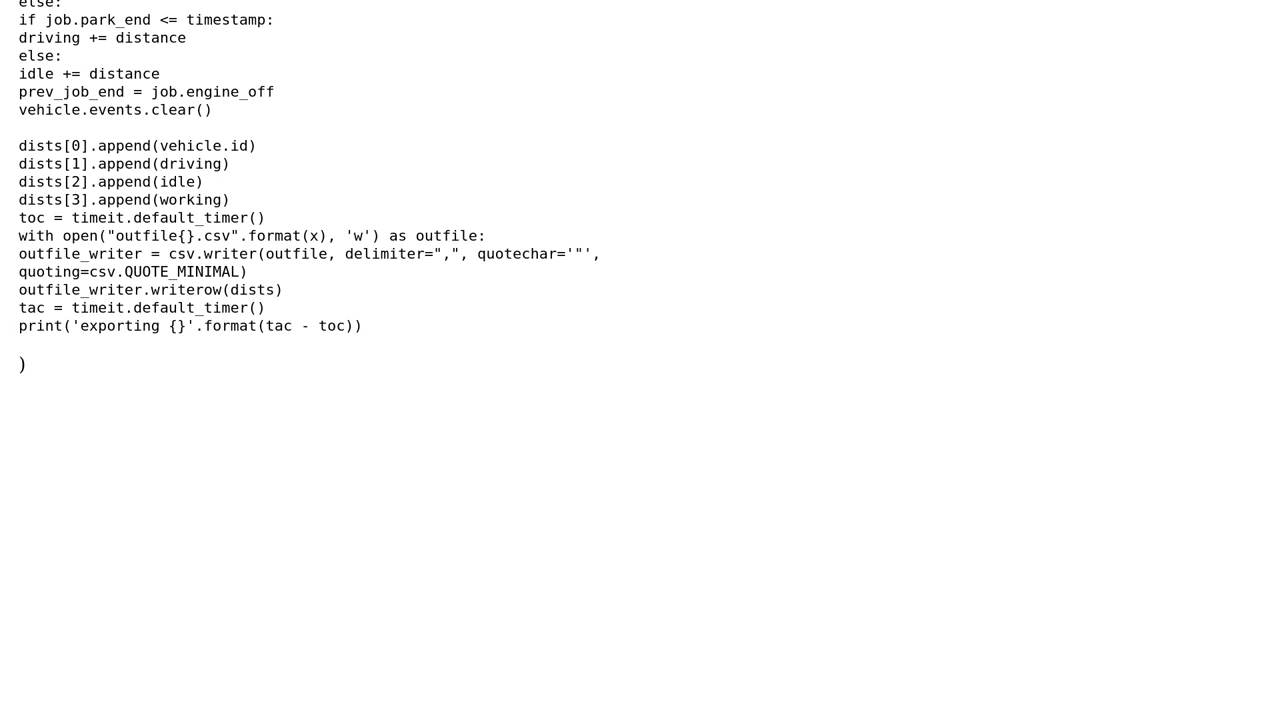 else:
if job.park_end <= timestamp:
driving += distance
else:
idle += distance
prev_job_end = job.engine_off
vehicle.events.clear()

dists[0].append(vehicle.id)
dists[1].append(driving)
dists[2].append(idle)
dists[3].append(working)
toc = timeit.default_timer()
with open("outfile{}.csv".format(x), 'w') as outfile:
outfile_writer = csv.writer(outfile, delimiter=",", quotechar='"',
quoting=csv.QUOTE_MINIMAL)
outfile_writer.writerow(dists)
tac = timeit.default_timer()
print('exporting {}'.format(tac - toc))

)